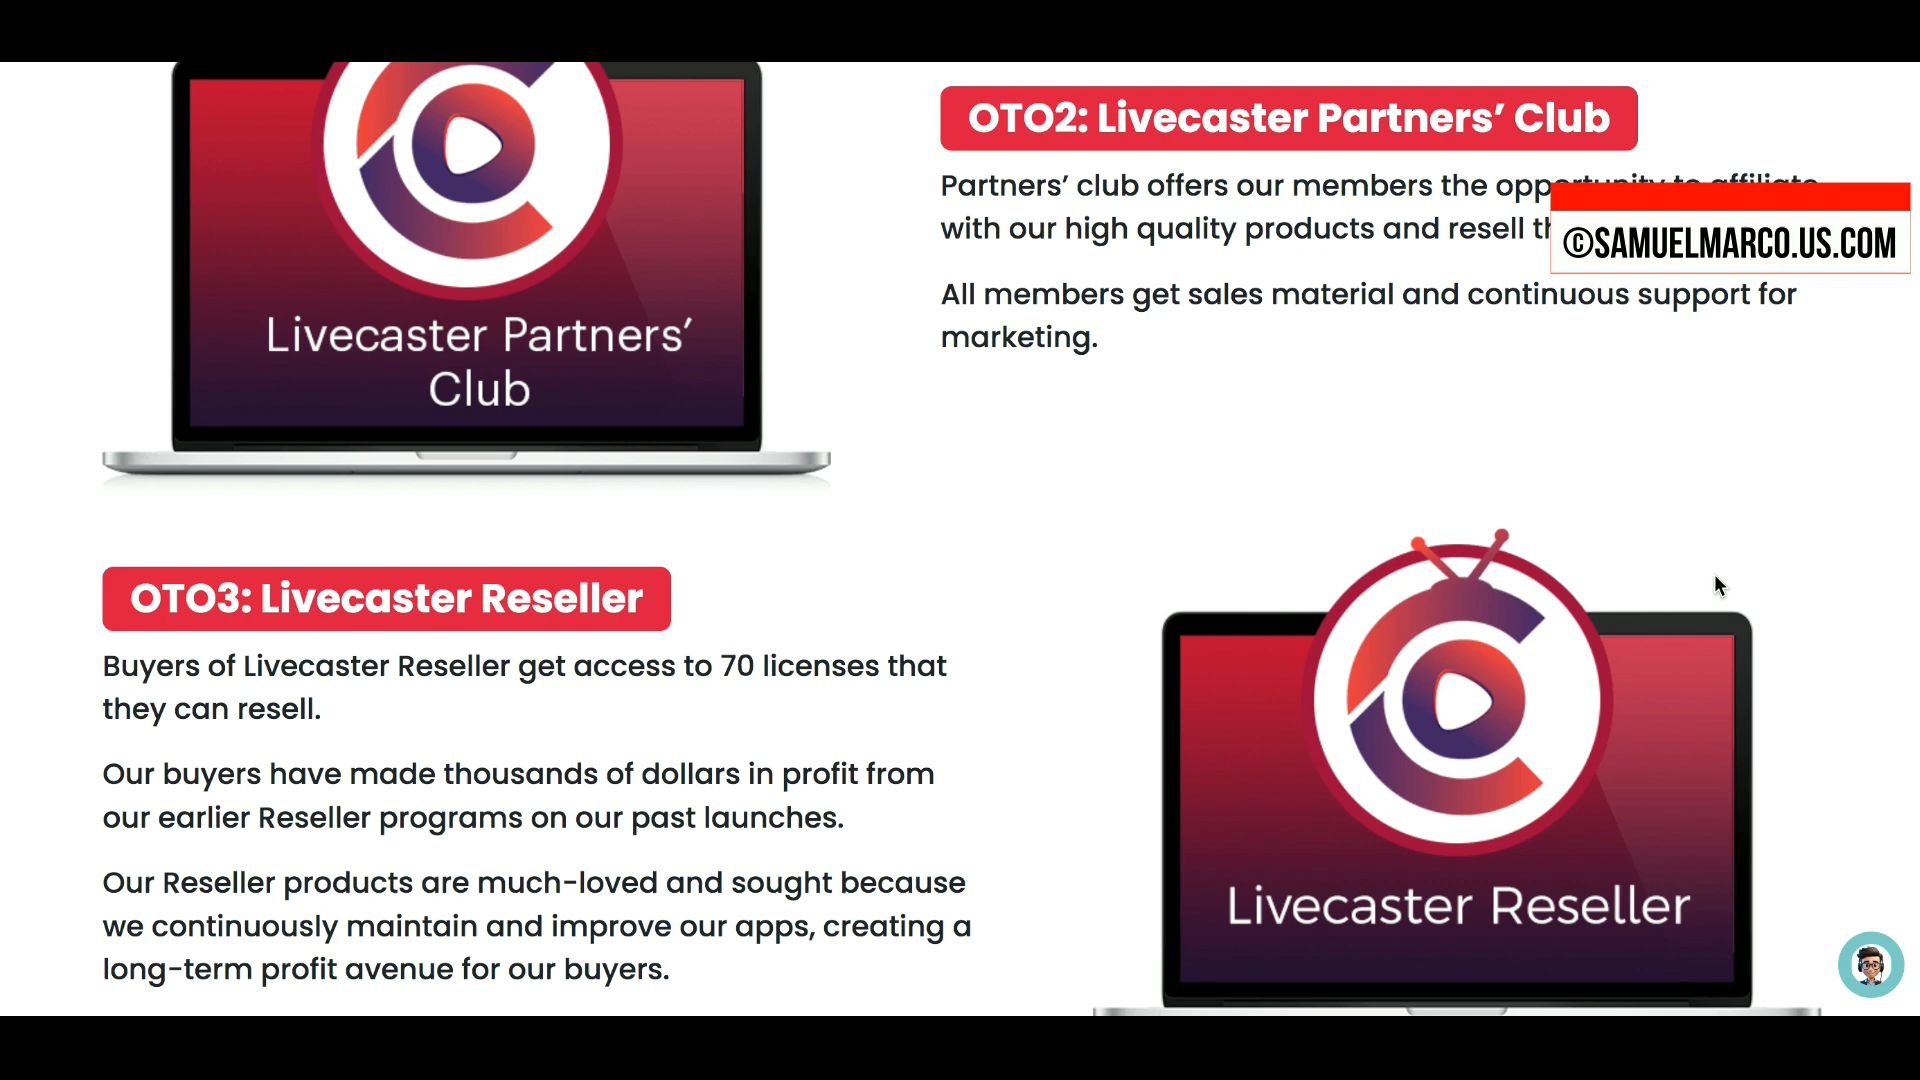 Livecaster Partners’
Club
OTO2: Livecaster Partners’ Club
Partners’ club offers our members the opportunity to affiliate
with our high quality products and resell
©SAMUELMARCO.US.COM
All members get sales material and continuous support for
marketing.
OTO3: Livecaster Reseller
Buyers of Livecaster Reseller get access to 70 licenses that
they can resell.
Our buyers have made thousands of dollars in profit from
our earlier Reseller programs on our past launches.
Our Reseller products are much-loved and sought because
we continuously maintain and improve our apps, creating a
long-term profit avenue for our buyers.
Livecaster Reseller